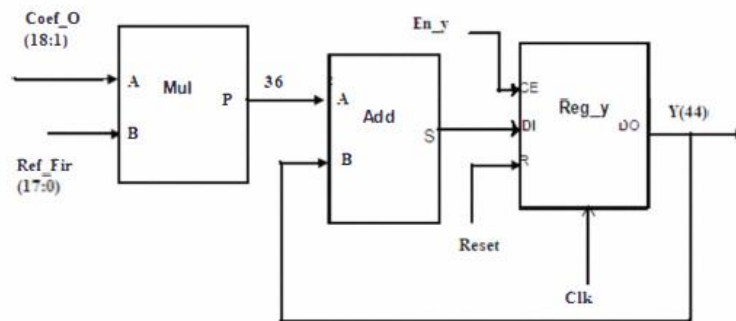 Coef_O
(18:1)
A
Mul
P
B
Ref_Fir
(17:0)
36
A
Add
S
B
En_y
CE
Reg_y
DI
DO
R
Y(44)
Reset
Clk